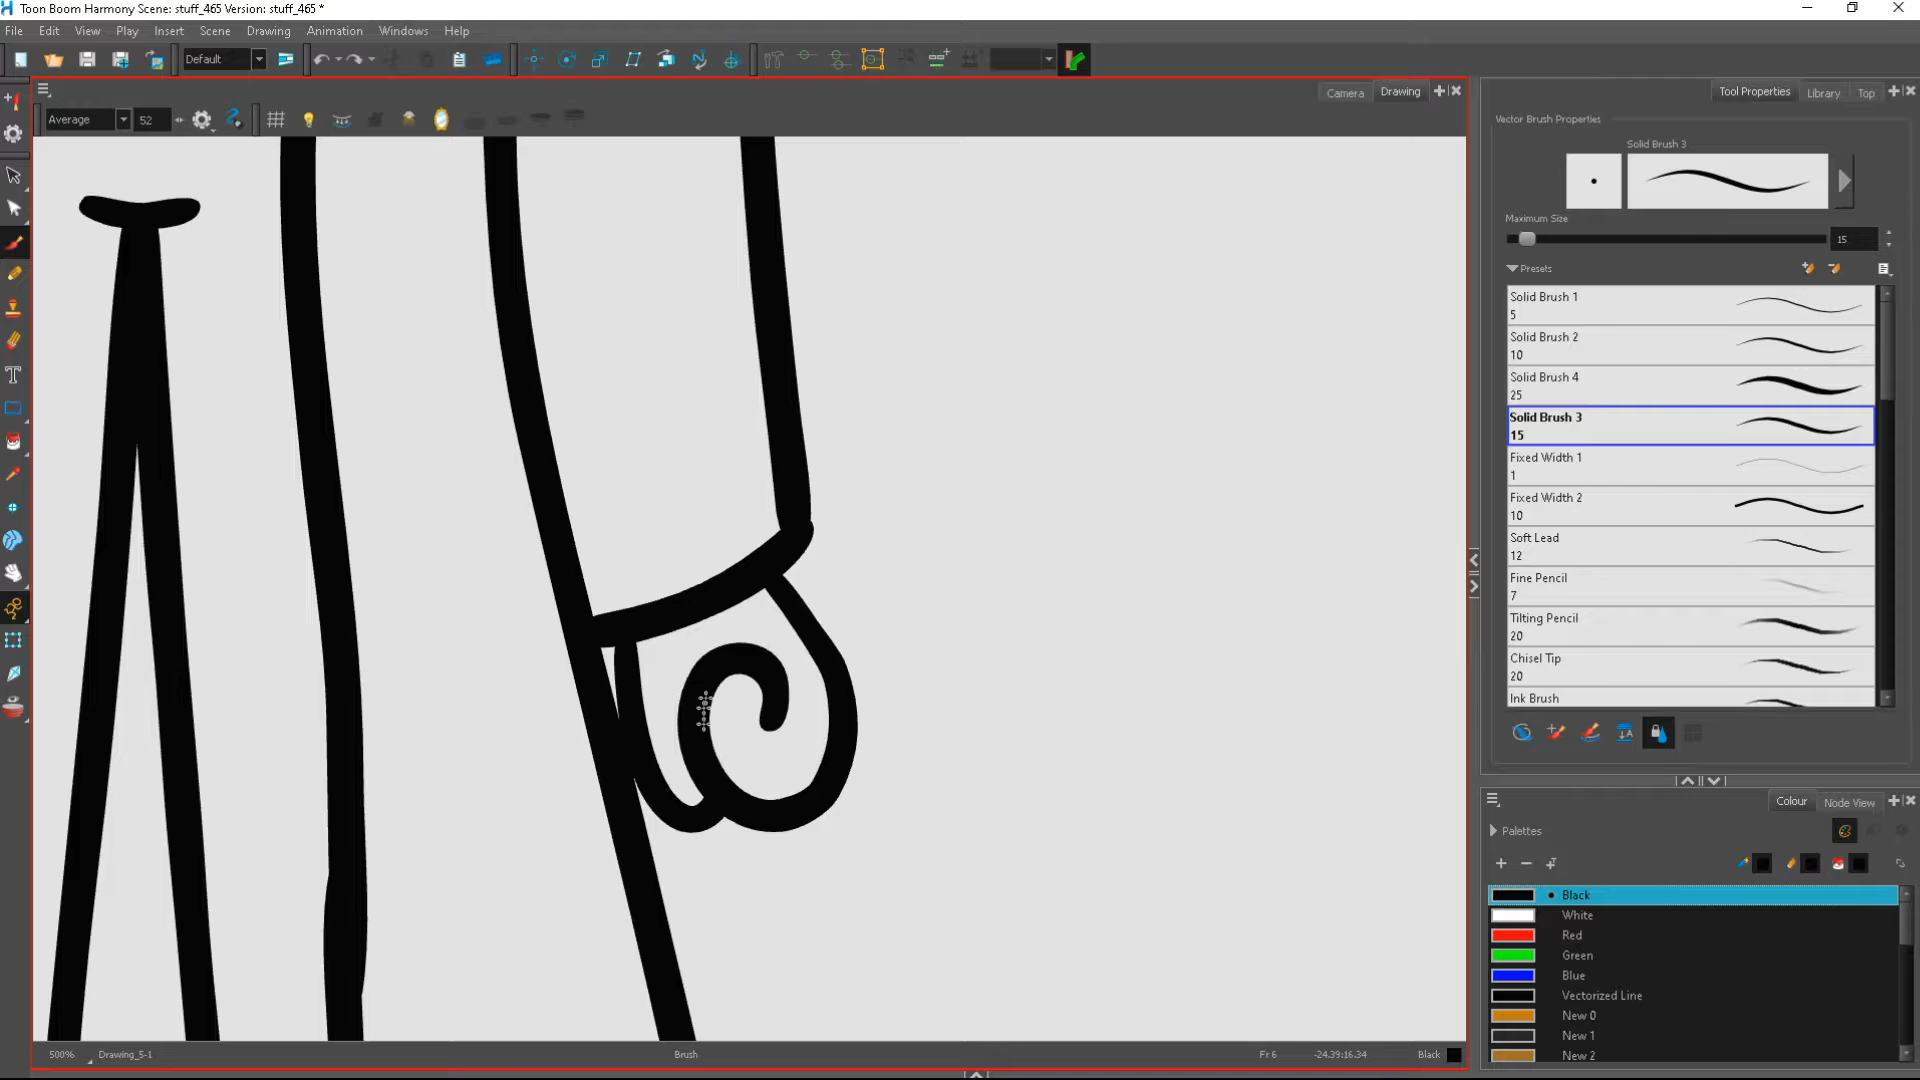 Toon Boom Harmony Scene: stuff_465 Version: stuff_465 *
File Edit View Play Insert Scene Drawing Animation Windows Help
Default
Camera Drawing
Average 52
Tool Properties Library Top
Vector Brush Properties
Solid Brush 3
Maximum Size
15
Presets
Solid Brush 1
5
Solid Brush 2
10
Solid Brush 4
25
Solid Brush 3
15
Fixed Width 1
1
Fixed Width 2
10
Soft Lead
12
Fine Pencil
7
Tilting Pencil
20
Chisel Tip
20
Ink Brush
Colour Node View
Palettes
Black
White
Red
Green
Blue
Vectorized Line
New 0
New 1
New 2
500% Drawing_5-1 Brush Fr 6 -24.39:16.34 Black